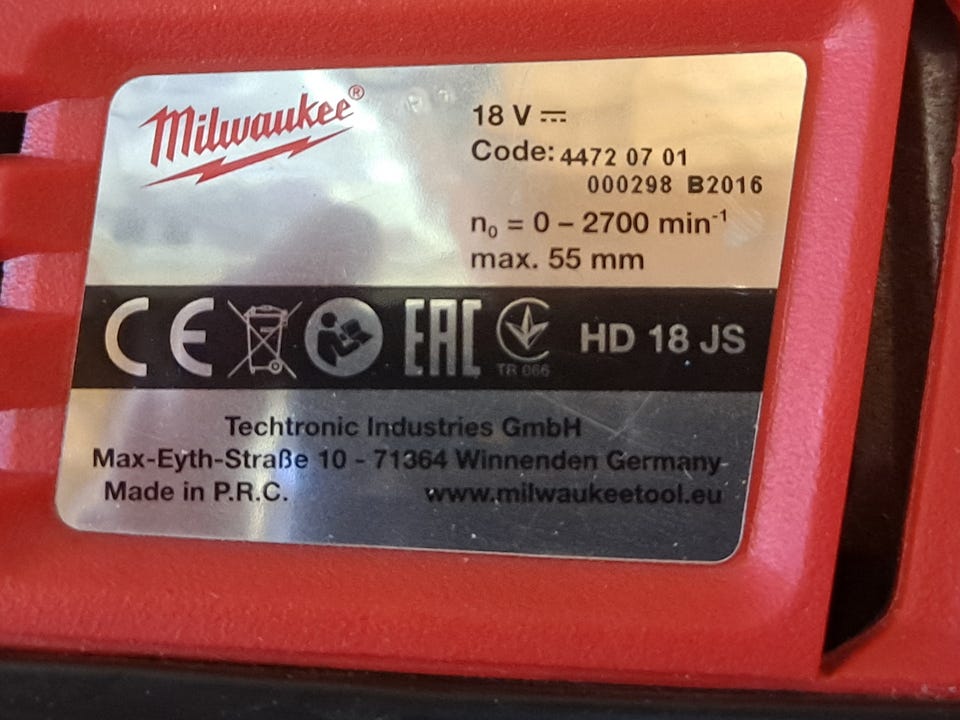 Milwaukee®
18 V ⎓
Code: 4472 07 01
000298 B2016
n₀ = 0 – 2700 min⁻¹
max. 55 mm
CE EAC TR 066 HD 18 JS
Techtronic Industries GmbH
Max-Eyth-Straße 10 - 71364 Winnenden Germany
Made in P.R.C. www.milwaukeetool.eu